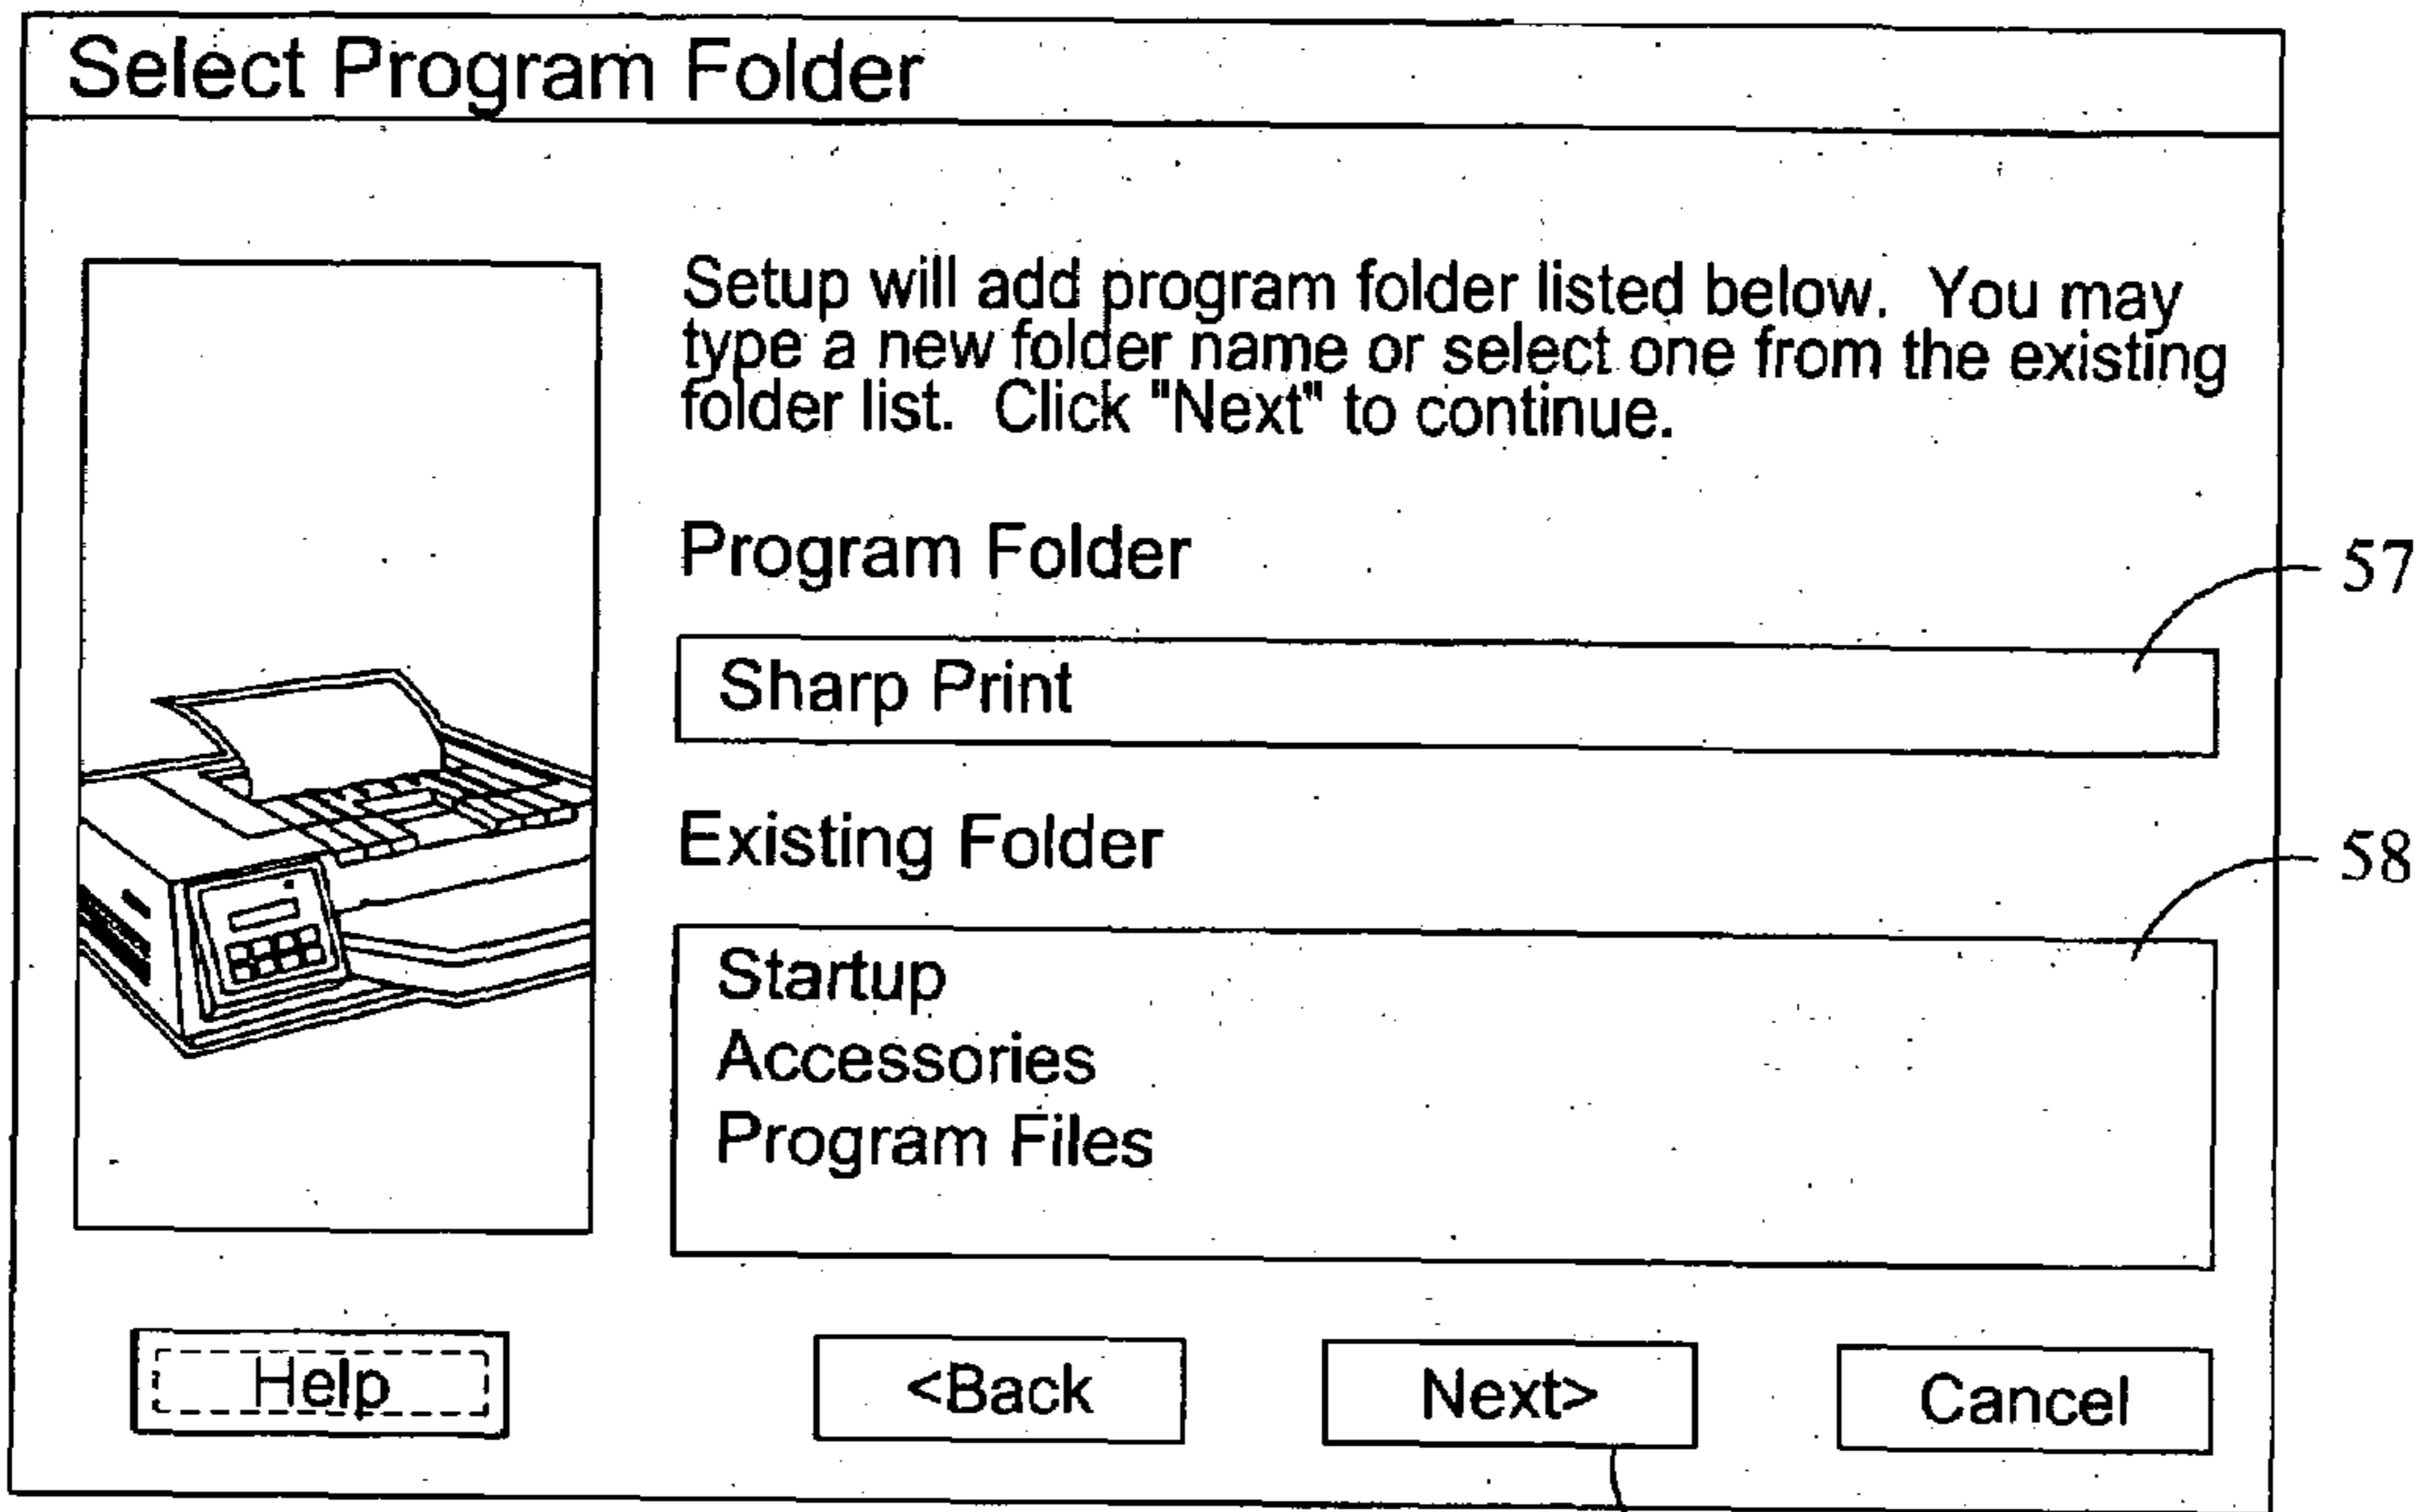 Select Program Folder
Setup will add program folder listed below.  You may
type a new folder name or select one from the existing
folder list.  Click "Next" to continue.
Program Folder
57
Sharp Print
Existing Folder
58
Startup
Accessories
Program Files
Help
<Back
Next>
Cancel